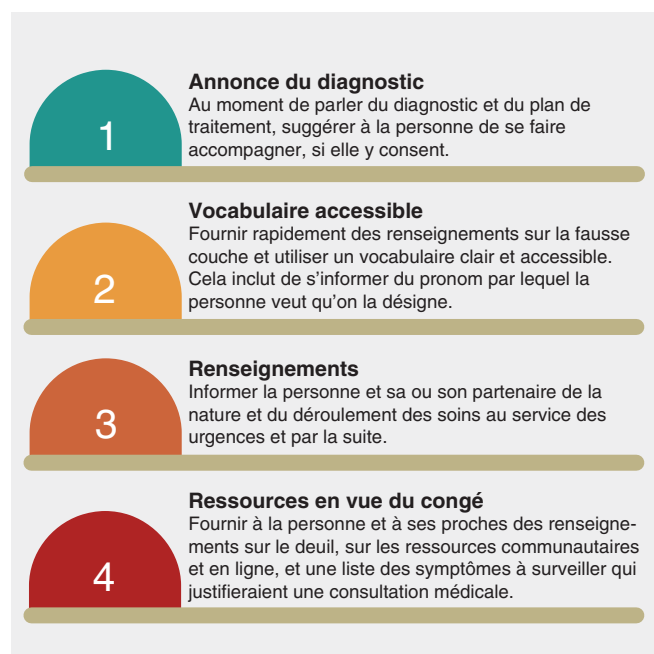 1
Annonce du diagnostic
Au moment de parler du diagnostic et du plan de
traitement, suggérer à la personne de se faire
accompagner, si elle y consent.
2
Vocabulaire accessible
Fournir rapidement des renseignements sur la fausse
couche et utiliser un vocabulaire clair et accessible.
Cela inclut de s’informer du pronom par lequel la
personne veut qu’on la désigne.
3
Renseignements
Informer la personne et sa ou son partenaire de la
nature et du déroulement des soins au service des
urgences et par la suite.
4
Ressources en vue du congé
Fournir à la personne et à ses proches des renseigne-
ments sur le deuil, sur les ressources communautaires
et en ligne, et une liste des symptômes à surveiller qui
justifieraient une consultation médicale.